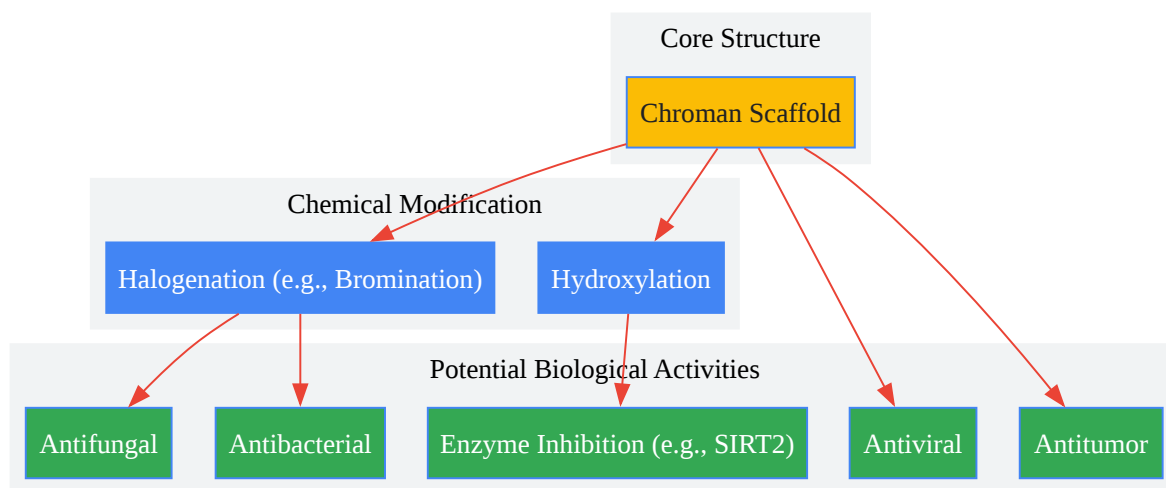 Core Structure
Chroman Scaffold
Chemical Modification
Halogenation (e.g., Bromination)
Hydroxylation
Potential Biological Activities
Antifungal
Antibacterial
Enzyme Inhibition (e.g., SIRT2)
Antiviral
Antitumor